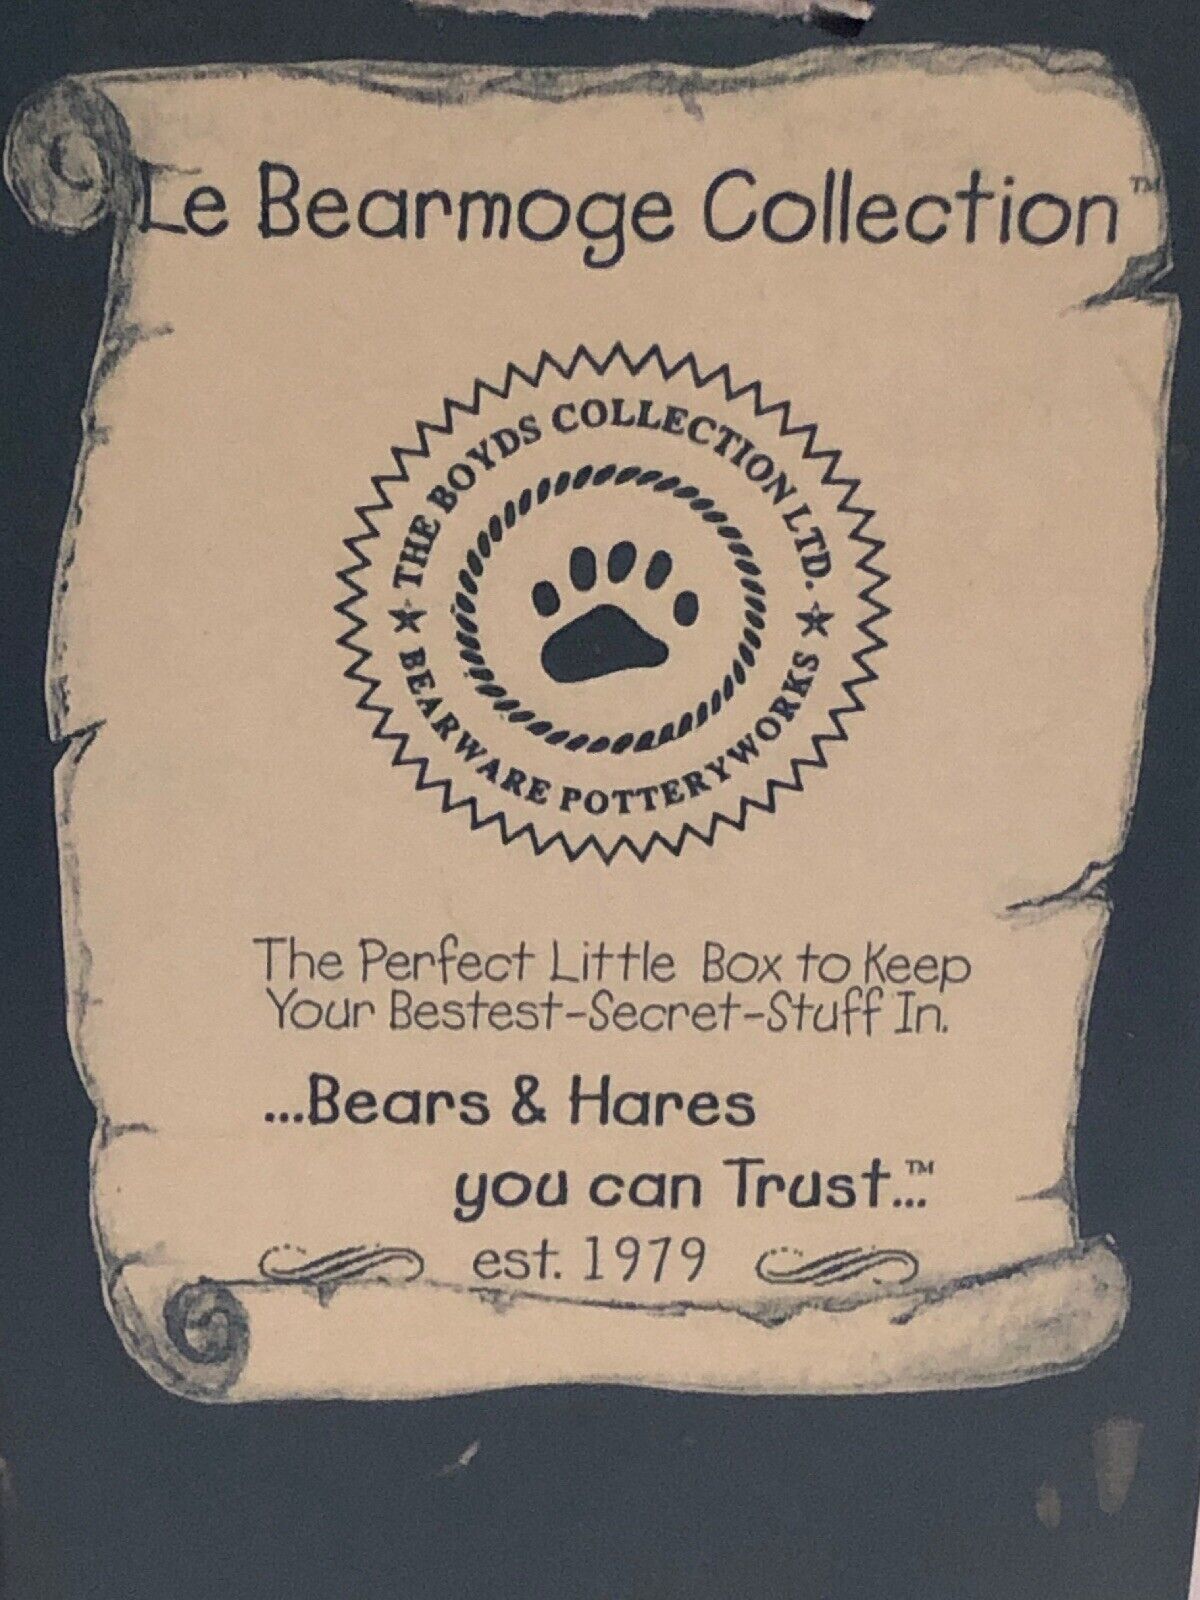 Le Bearmoge Collection™
★ THE BOYDS COLLECTION LTD. ★
BEARWARE POTTERYWORKS
The Perfect Little Box to Keep
Your Bestest-Secret-Stuff In.
...Bears & Hares
you can Trust...™
est. 1979